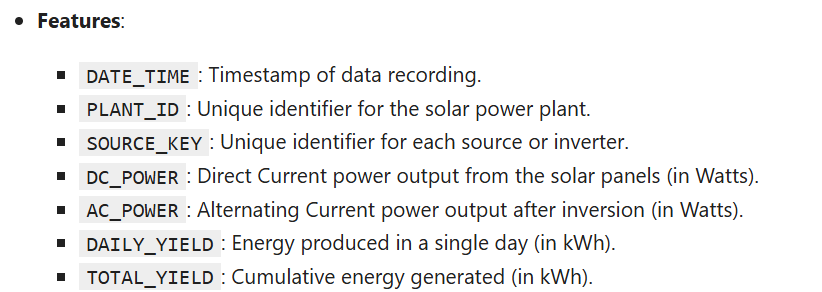 • Features:
▪ DATE_TIME : Timestamp of data recording.
▪ PLANT_ID : Unique identifier for the solar power plant.
▪ SOURCE_KEY : Unique identifier for each source or inverter.
▪ DC_POWER : Direct Current power output from the solar panels (in Watts).
▪ AC_POWER : Alternating Current power output after inversion (in Watts).
▪ DAILY_YIELD : Energy produced in a single day (in kWh).
▪ TOTAL_YIELD : Cumulative energy generated (in kWh).